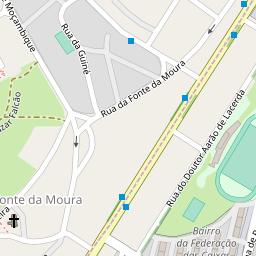 Moçambique
Rua da Guiné
Rua da Fonte da Moura
Falcão
Rua do Doutor Aarão de Lacerda
onte da Moura
Bairro
da Federação
das Caixas